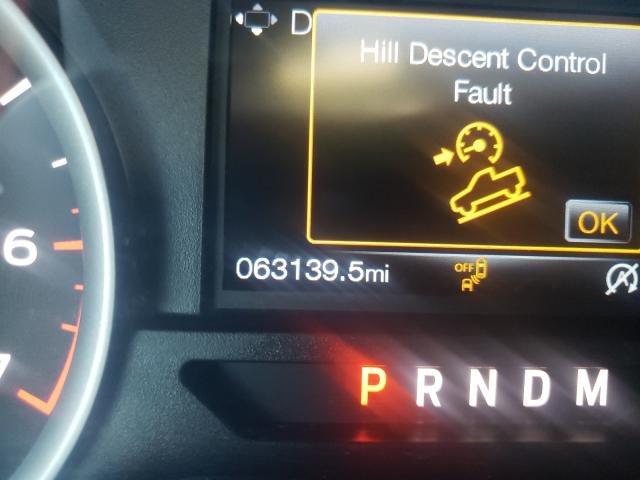 D
Hill Descent Control
Fault
OK
063139.5mi
OFF
A
A
6
7
P R N D M